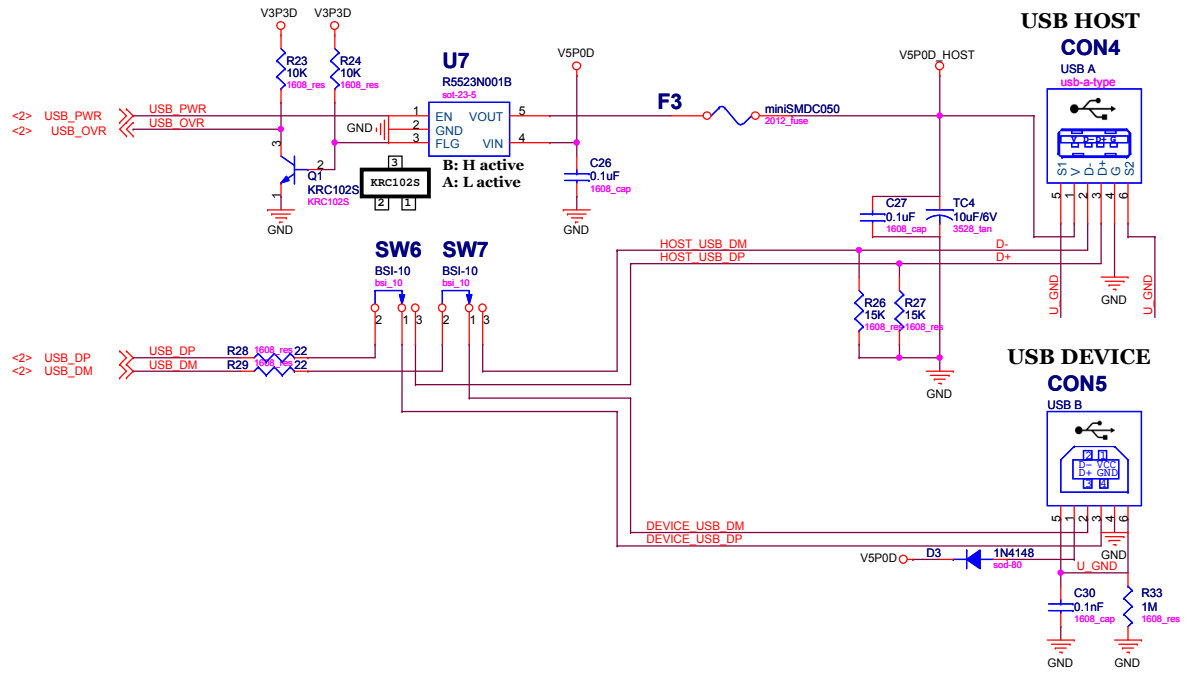 V3P3D
V3P3D
R23
10K
1608_res
R24
10K
1608_res
U7
R5523N001B
sot-23-5
V5P0D
V5P0D_HOST
USB HOST
CON4
USB A
usb-a-type
<2> USB_PWR
USB_PWR
<2> USB_OVR
USB_OVR
1 EN VOUT 5
GND 2 GND
3 FLG VIN 4
F3
miniSMDC050
2012_fuse
V D- D+ G
S1 V D- D+ G S2
5 1 2 3 4 6
3
2
1
Q1
KRC102S
KRC102S
GND
3
KRC102S
2 1
B: H active
A: L active
C26
0.1uF
1608_cap
GND
C27
0.1uF
1608_cap
TC4
10uF/6V
3528_tan
SW6
BSI-10
bsi_10
SW7
BSI-10
bsi_10
HOST_USB_DM
D-
HOST_USB_DP
D+
U_GND
GND
U_GND
2 1 3
2 1 3
R26
15K
1608_res
R27
15K
1608_res
<2> USB_DP
USB_DP
R28
1608_res
22
<2> USB_DM
USB_DM
R29
1608_res
22
GND
USB DEVICE
CON5
USB B
2 1
D- VCC
D+ GND
3 4
5 1 2 3 4 6
DEVICE_USB_DM
DEVICE_USB_DP
GND
V5P0D
D3
1N4148
sod-80
U_GND
C30
0.1nF
1608_cap
R33
1M
1608_res
GND
GND